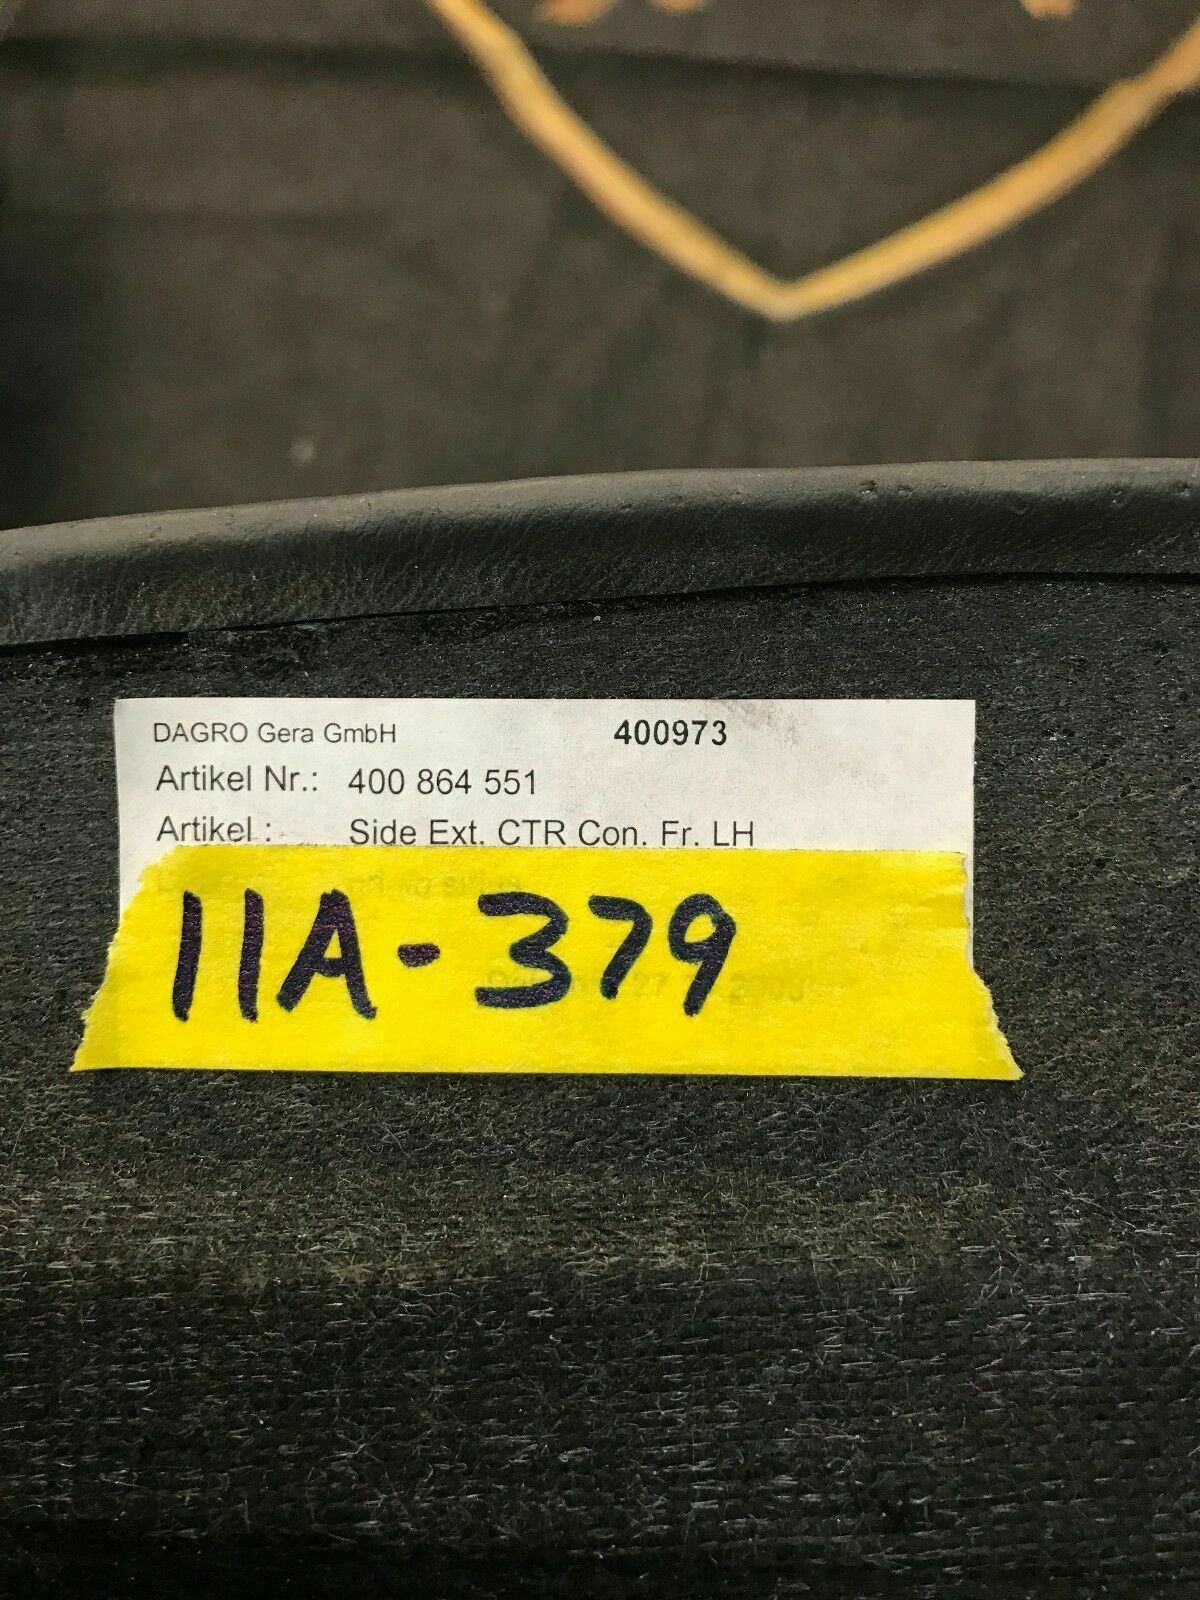 DAGRO Gera GmbH 400973
Artikel Nr.: 400 864 551
Artikel : Side Ext. CTR Con. Fr. LH
11A-379